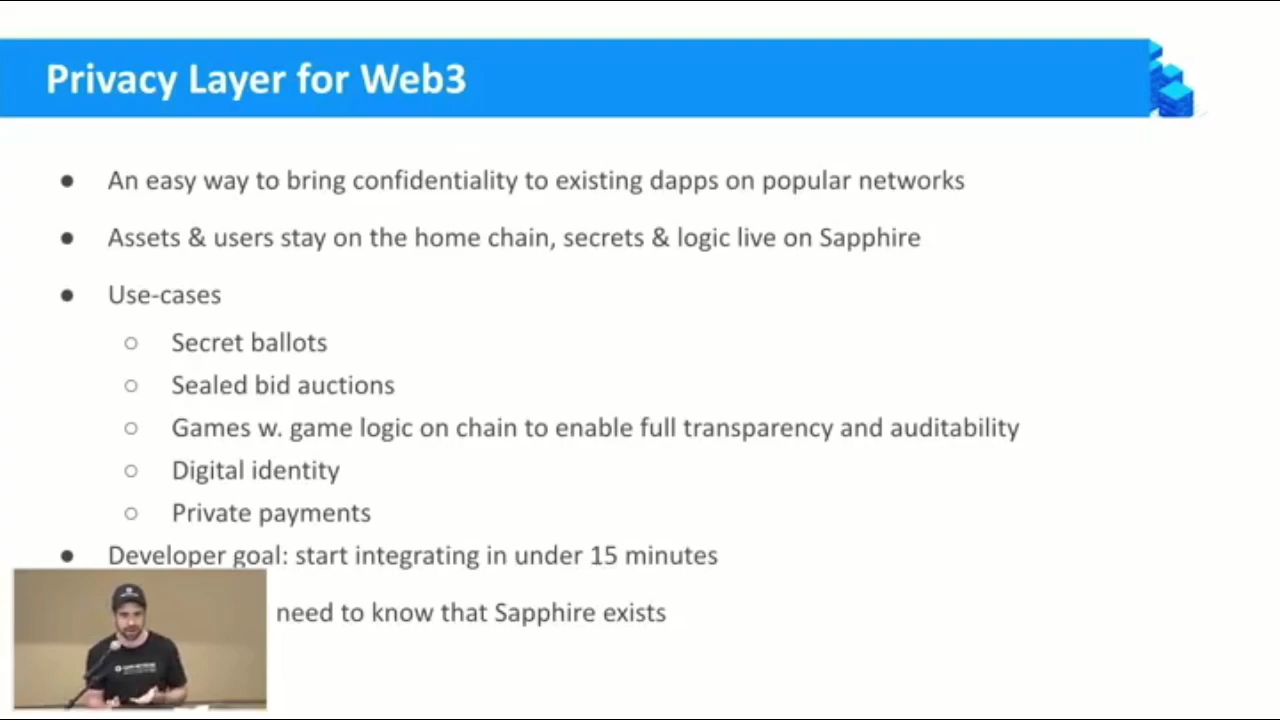 Privacy Layer for Web3
● An easy way to bring confidentiality to existing dapps on popular networks
● Assets & users stay on the home chain, secrets & logic live on Sapphire
● Use-cases
○ Secret ballots
○ Sealed bid auctions
○ Games w. game logic on chain to enable full transparency and auditability
○ Digital identity
○ Private payments
● Developer goal: start integrating in under 15 minutes
need to know that Sapphire exists